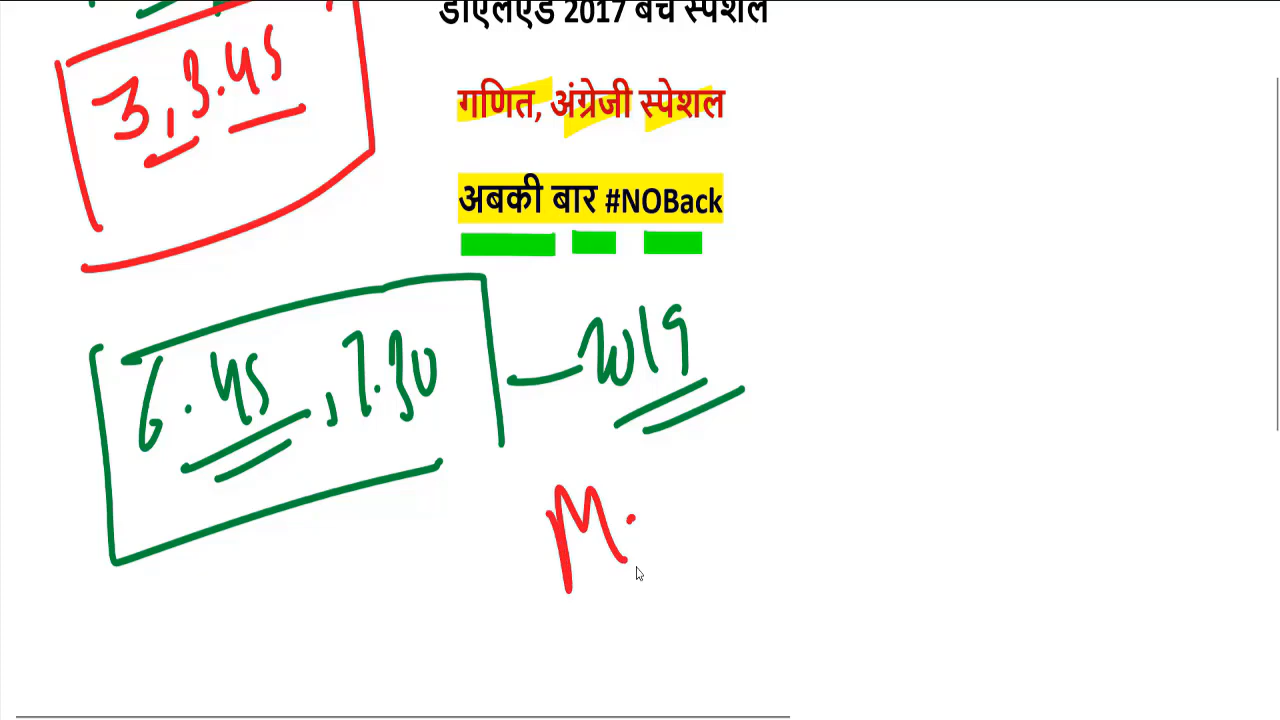 डीएलएड 2017 बैच स्पेशल
3, 3.45
गणित, अंग्रेजी स्पेशल
अबकी बार #NOBack
6.45, 7.30 - 2019
M.